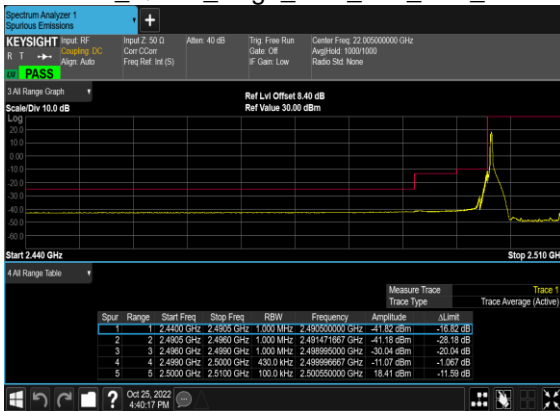 Spectrum Analyzer 1
Spurious Emissions
KEYSIGHT
R T
PASS
Input: RF
Coupling: DC
Align: Auto
Input Z: 50 Ω
Corr CCorr
Freq Ref: Int (S)
Atten: 40 dB
Trig: Free Run
Gate: Off
IF Gain: Low
Center Freq: 22.005000000 GHz
Avg|Hold: 1000/1000
Radio Std: None
3 All Range Graph
Scale/Div 10.0 dB
Ref Lvl Offset 8.40 dB
Ref Value 30.00 dBm
Log
20.0
10.0
0.00
-10.0
-20.0
-30.0
-40.0
-50.0
-60.0
Start 2.440 GHz
Stop 2.510 GH
4 All Range Table
Measure Trace Trace 1
Trace Type Trace Average (Active)
Spur Range Start Freq Stop Freq RBW Frequency Amplitude ΔLimit
1 1 2.4400 GHz 2.4905 GHz 1.000 MHz 2.490500000 GHz -41.82 dBm -16.82 dB
2 2 2.4905 GHz 2.4960 GHz 1.000 MHz 2.491471667 GHz -41.18 dBm -28.18 dB
3 3 2.4960 GHz 2.4990 GHz 1.000 MHz 2.498995000 GHz -30.04 dBm -20.04 dB
4 4 2.4990 GHz 2.5000 GHz 430.0 kHz 2.499996667 GHz -11.07 dBm -1.067 dB
5 5 2.5000 GHz 2.5100 GHz 100.0 kHz 2.500550000 GHz 18.41 dBm -11.59 dB
Oct 25, 2022
4:40:17 PM